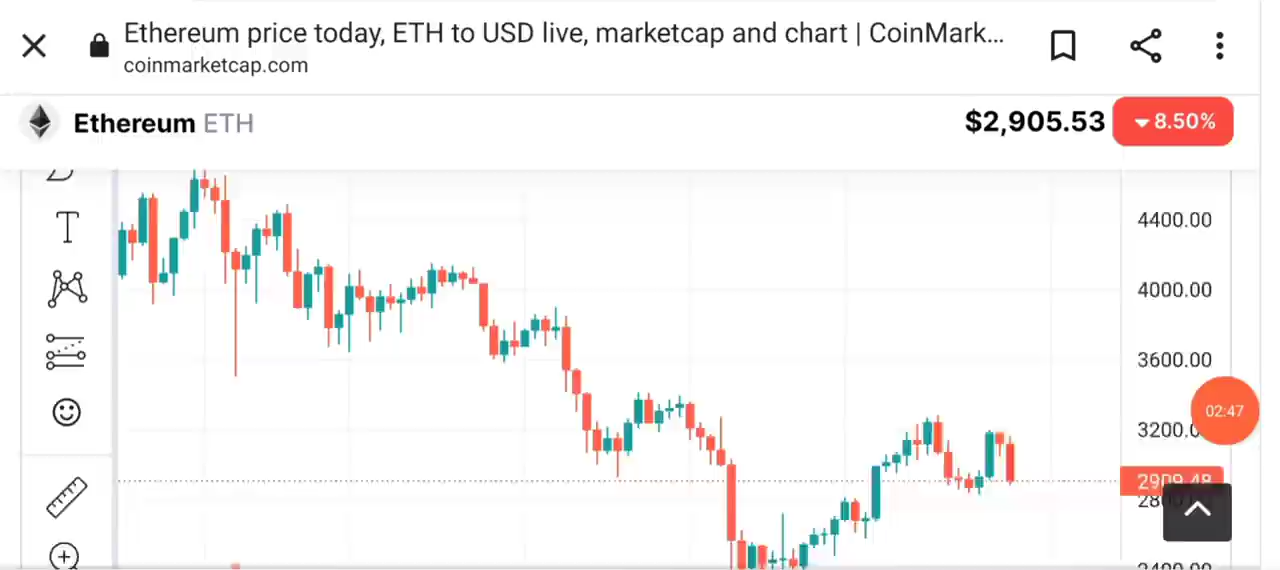 Ethereum price today, ETH to USD live, marketcap and chart | CoinMark...
coinmarketcap.com
Ethereum ETH
$2,905.53
8.50%
T
4400.00
4000.00
3600.00
02:47
3200.0
2909.48